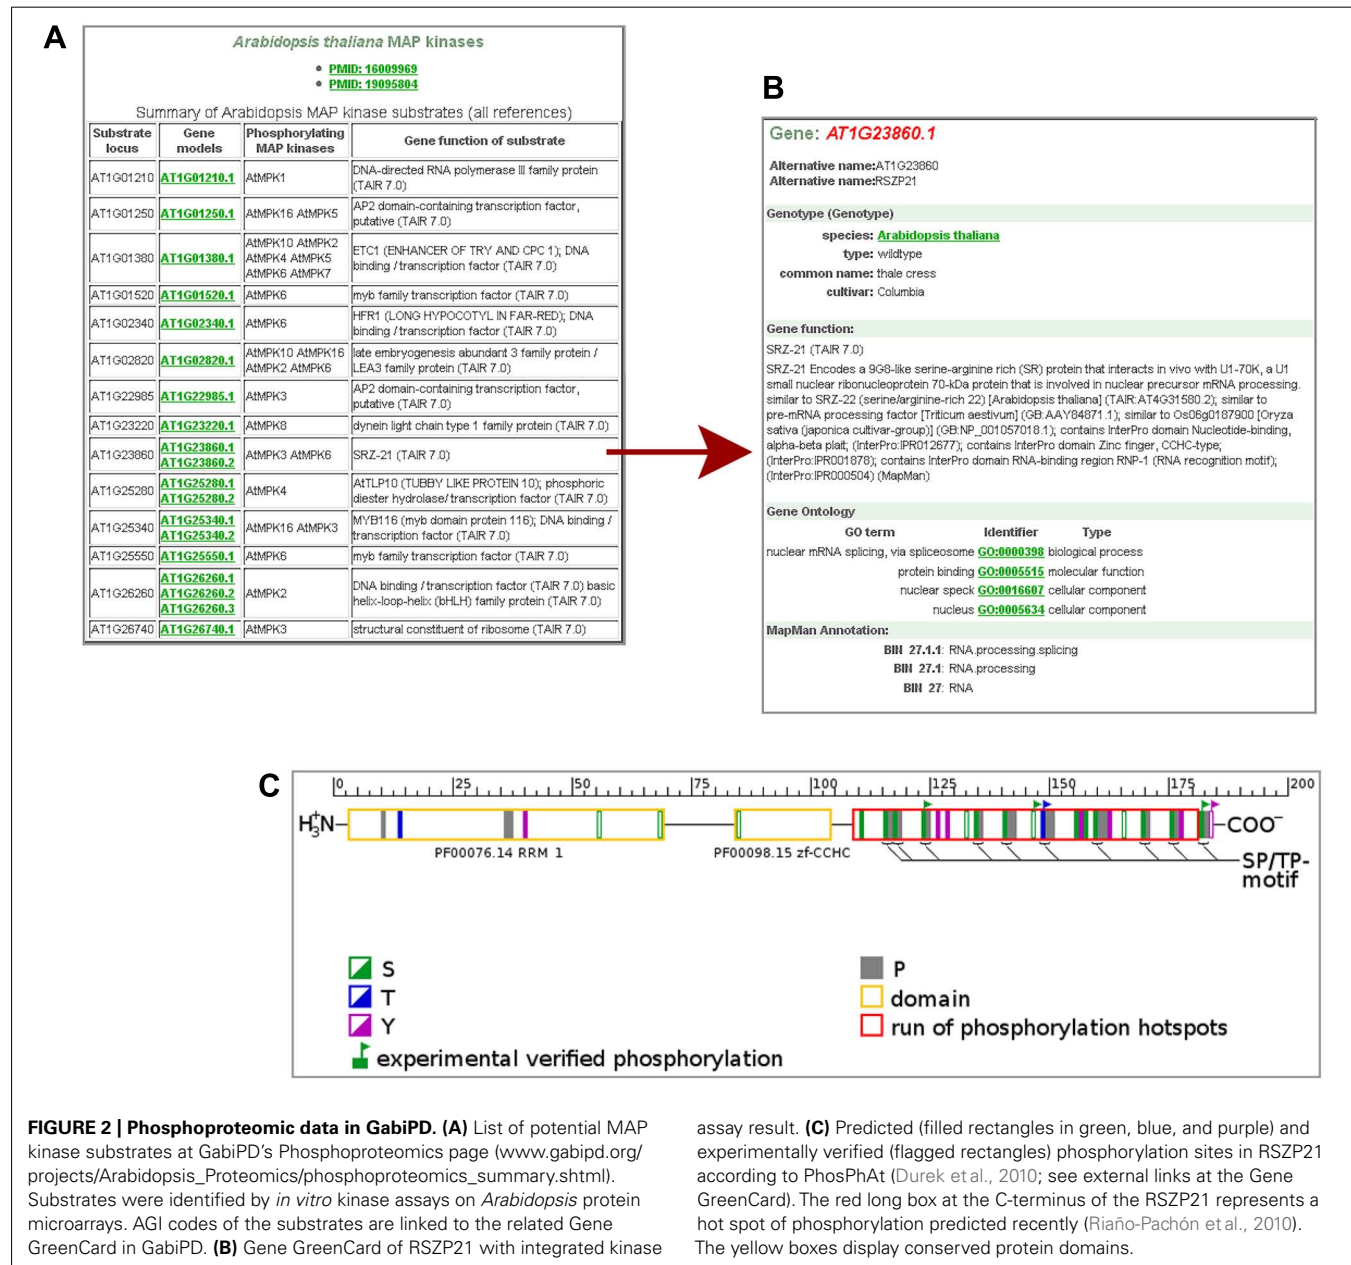 A
Arabidopsis thaliana MAP kinases
PMID: 16009969
PMID: 19095804
Summary of Arabidopsis MAP kinase substrates (all references)
Substrate locus Gene models Phosphorylating MAP kinases Gene function of substrate
AT1G01210 AT1G01210.1 AtMPK1 DNA-directed RNA polymerase III family protein (TAIR 7.0)
AT1G01250 AT1G01250.1 AtMPK16 AtMPK5 AP2 domain-containing transcription factor, putative (TAIR 7.0)
AT1G01380 AT1G01380.1 AtMPK10 AtMPK2 AtMPK4 AtMPK5 AtMPK6 AtMPK7 ETC1 (ENHANCER OF TRY AND CPC 1); DNA binding / transcription factor (TAIR 7.0)
AT1G01520 AT1G01520.1 AtMPK6 myb family transcription factor (TAIR 7.0)
AT1G02340 AT1G02340.1 AtMPK6 HFR1 (LONG HYPOCOTYL IN FAR-RED); DNA binding / transcription factor (TAIR 7.0)
AT1G02820 AT1G02820.1 AtMPK10 AtMPK16 AtMPK2 AtMPK6 late embryogenesis abundant 3 family protein / LEA3 family protein (TAIR 7.0)
AT1G22985 AT1G22985.1 AtMPK3 AP2 domain-containing transcription factor, putative (TAIR 7.0)
AT1G23220 AT1G23220.1 AtMPK8 dynein light chain type 1 family protein (TAIR 7.0)
AT1G23860 AT1G23860.1 AT1G23860.2 AtMPK3 AtMPK6 SRZ-21 (TAIR 7.0)
AT1G25280 AT1G25280.1 AT1G25280.2 AtMPK4 AtTLP10 (TUBBY LIKE PROTEIN 10); phosphoric diester hydrolase/ transcription factor (TAIR 7.0)
AT1G25340 AT1G25340.1 AT1G25340.2 AtMPK16 AtMPK3 MYB116 (myb domain protein 116); DNA binding / transcription factor (TAIR 7.0)
AT1G25550 AT1G25550.1 AtMPK6 myb family transcription factor (TAIR 7.0)
AT1G26260 AT1G26260.1 AT1G26260.2 AT1G26260.3 AtMPK2 DNA binding / transcription factor (TAIR 7.0) basic helix-loop-helix (bHLH) family protein (TAIR 7.0)
AT1G26740 AT1G26740.1 AtMPK3 structural constituent of ribosome (TAIR 7.0)
B
Gene: AT1G23860.1
Alternative name:AT1G23860
Alternative name:RSZP21
Genotype (Genotype)
species: Arabidopsis thaliana
type: wildtype
common name: thale cress
cultivar: Columbia
Gene function:
SRZ-21 (TAIR 7.0)
SRZ-21 Encodes a 9G8-like serine-arginine rich (SR) protein that interacts in vivo with U1-70K, a U1
small nuclear ribonucleoprotein 70-kDa protein that is involved in nuclear precursor mRNA processing.
similar to SRZ-22 (serine/arginine-rich 22) [Arabidopsis thaliana] (TAIR:AT4G31580.2); similar to
pre-mRNA processing factor [Triticum aestivum] (GB:AAY84871.1); similar to Os06g0187900 [Oryza
sativa (japonica cultivar-group)] (GB:NP_001057018.1); contains InterPro domain Nucleotide-binding,
alpha-beta plait; (InterPro:IPR012677); contains InterPro domain Zinc finger, CCHC-type;
(InterPro:IPR001878); contains InterPro domain RNA-binding region RNP-1 (RNA recognition motif);
(InterPro:IPR000504) (MapMan)
Gene Ontology
GO term Identifier Type
nuclear mRNA splicing, via spliceosome GO:0000398 biological process
protein binding GO:0005515 molecular function
nuclear speck GO:0016607 cellular component
nucleus GO:0005634 cellular component
MapMan Annotation:
BIN 27.1.1: RNA.processing.splicing
BIN 27.1: RNA.processing
BIN 27: RNA
C
0 25 50 75 100 125 150 175 200
H3+N COO−
PF00076.14 RRM_1 PF00098.15 zf-CCHC
SP/TP-
motif
S
T
Y
experimental verified phosphorylation
P
domain
run of phosphorylation hotspots
FIGURE 2 | Phosphoproteomic data in GabiPD. (A) List of potential MAP
kinase substrates at GabiPD's Phosphoproteomics page (www.gabipd.org/
projects/Arabidopsis_Proteomics/phosphoproteomics_summary.shtml).
Substrates were identified by in vitro kinase assays on Arabidopsis protein
microarrays. AGI codes of the substrates are linked to the related Gene
GreenCard in GabiPD. (B) Gene GreenCard of RSZP21 with integrated kinase
assay result. (C) Predicted (filled rectangles in green, blue, and purple) and
experimentally verified (flagged rectangles) phosphorylation sites in RSZP21
according to PhosPhAt (Durek et al., 2010; see external links at the Gene
GreenCard). The red long box at the C-terminus of the RSZP21 represents a
hot spot of phosphorylation predicted recently (Riaño-Pachón et al., 2010).
The yellow boxes display conserved protein domains.